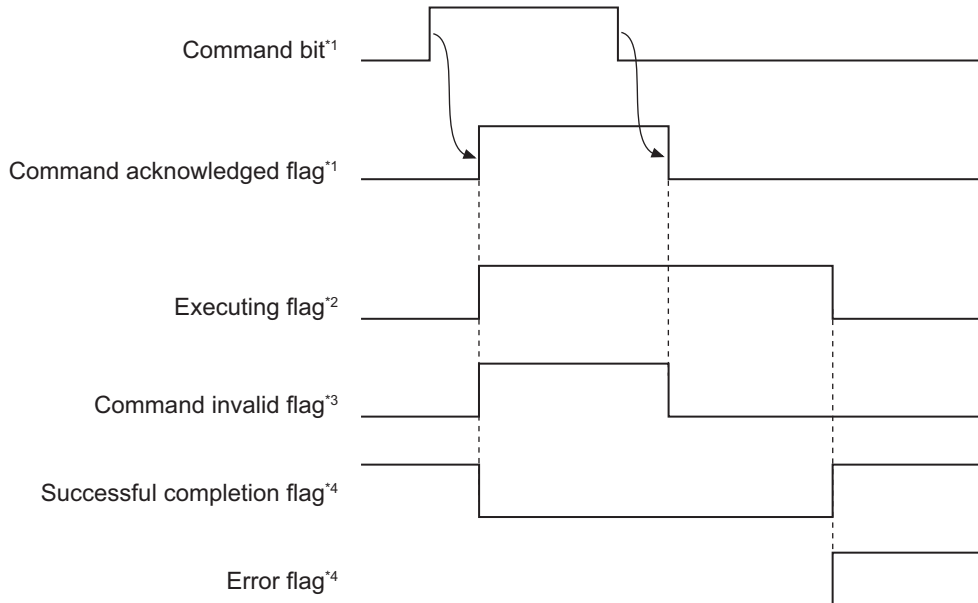 Command bit*1
Command acknowledged flag*1
Executing flag*2
Command invalid flag*3
Successful completion flag*4
Error flag*4